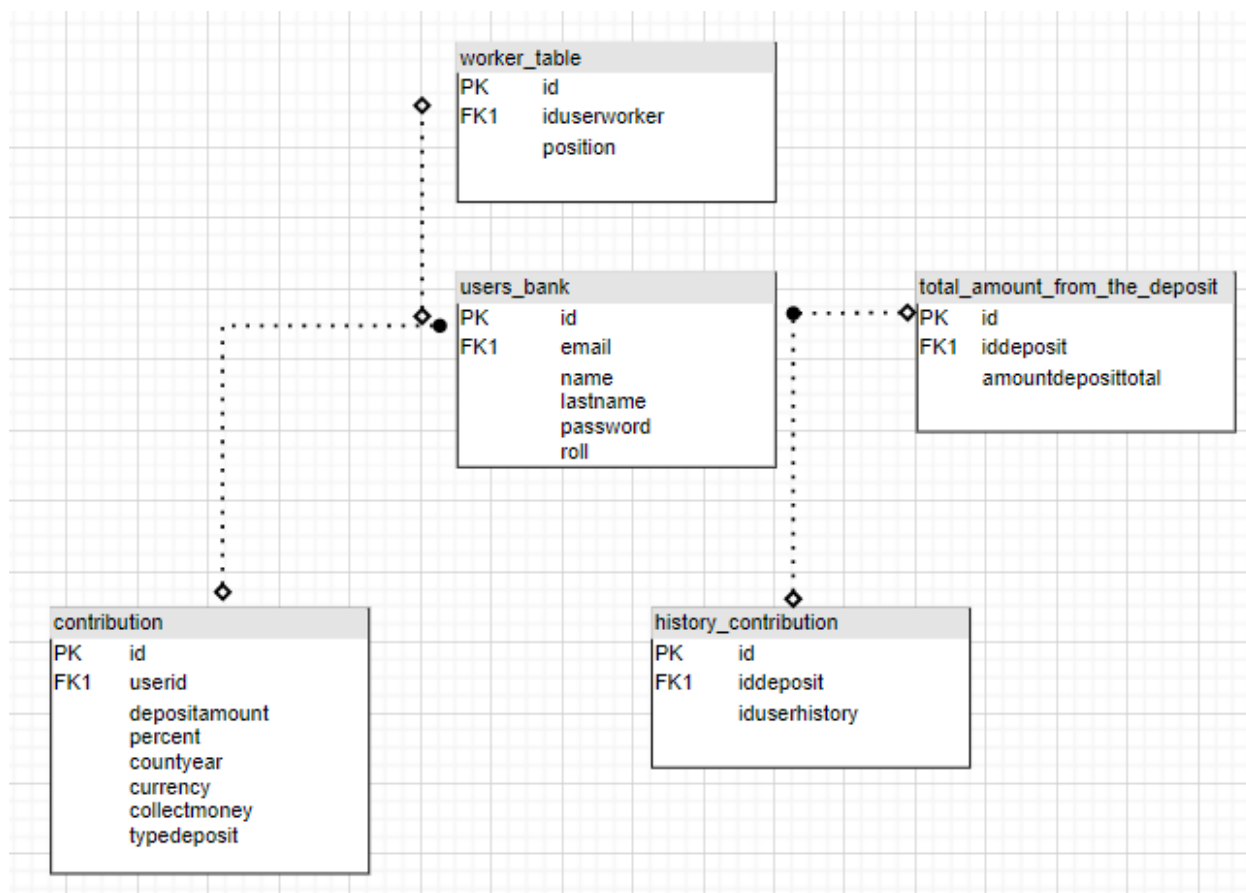 worker_table
PK id
FK1 iduserworker
position
users_bank
PK id
FK1 email
name
lastname
password
roll
total_amount_from_the_deposit
PK id
FK1 iddeposit
amountdeposittotal
contribution
PK id
FK1 userid
depositamount
percent
countyear
currency
collectmoney
typedeposit
history_contribution
PK id
FK1 iddeposit
iduserhistory